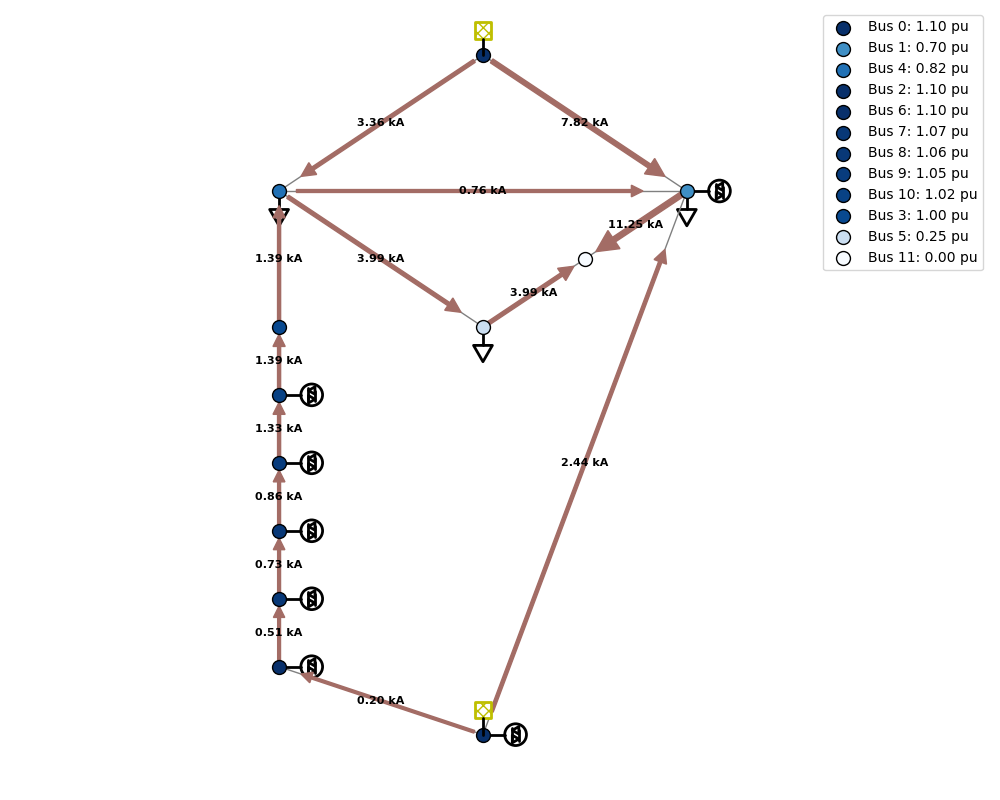 Bus 0: 1.10 pu
Bus 1: 0.70 pu
Bus 4: 0.82 pu
Bus 2: 1.10 pu
Bus 6: 1.10 pu
Bus 7: 1.07 pu
Bus 8: 1.06 pu
Bus 9: 1.05 pu
Bus 10: 1.02 pu
Bus 3: 1.00 pu
Bus 5: 0.25 pu
Bus 11: 0.00 pu
3.36 kA
7.82 kA
0.76 kA
11.25 kA
1.39 kA
3.99 kA
3.99 kA
1.39 kA
1.33 kA
2.44 kA
0.86 kA
0.73 kA
0.51 kA
0.20 kA